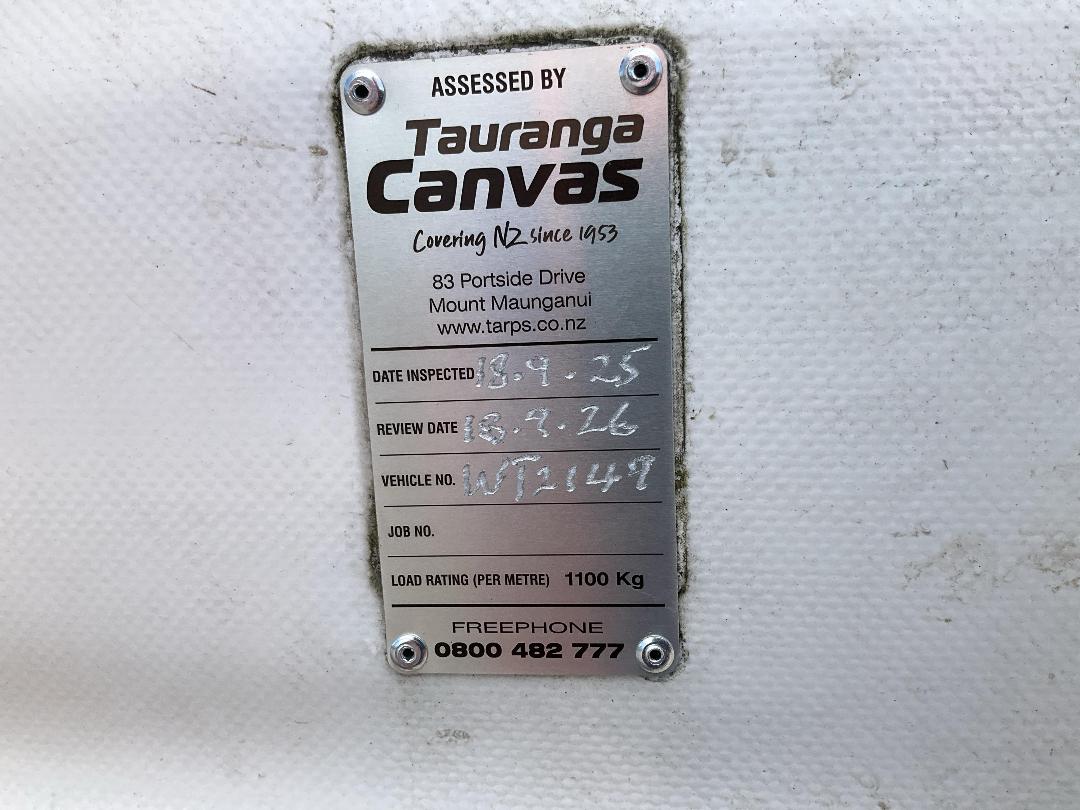 ASSESSED BY
Tauranga
Canvas
Covering NZ since 1953
83 Portside Drive
Mount Maunganui
www.tarps.co.nz
DATE INSPECTED 18.9.25
REVIEW DATE 18.9.26
VEHICLE NO. WT2149
JOB NO.
LOAD RATING (PER METRE) 1100 Kg
FREEPHONE
0800 482 777